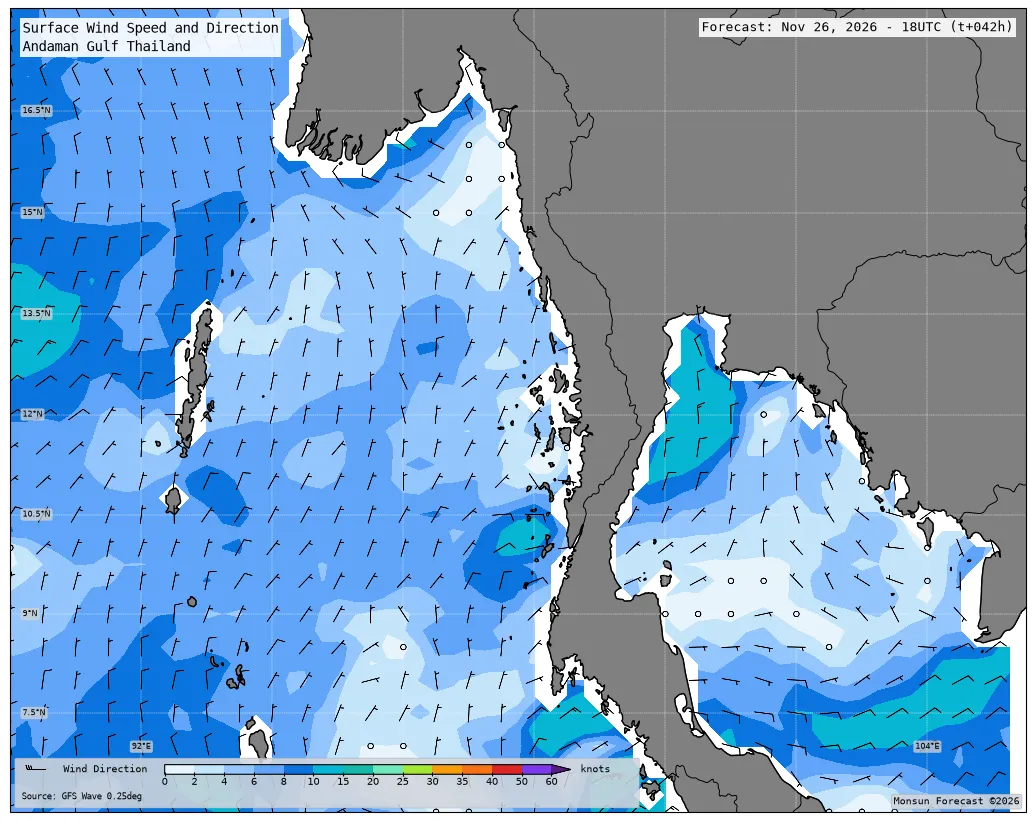 Surface Wind Speed and Direction
Andaman Gulf Thailand
Forecast: Nov 26, 2026 - 18UTC (t+042h)
16.5°N
15°N
13.5°N
12°N
10.5°N
9°N
7.5°N
92°E
104°E
Wind Direction
0 2 4 6 8 10 15 20 25 30 35 40 50 60
knots
Source: GFS Wave 0.25deg
Monsun Forecast ©2026